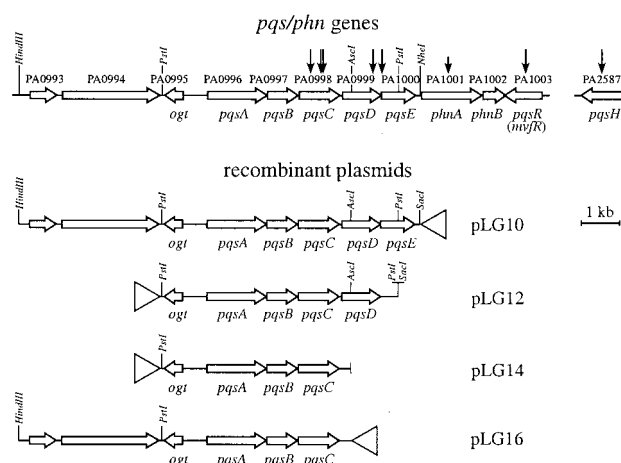 pqs/phn genes
HindIII PstI AscI PstI NheI
PA0993 PA0994 PA0995 PA0996 PA0997 PA0998 PA0999 PA1000 PA1001 PA1002 PA1003 PA2587
ogt pqsA pqsB pqsC pqsD pqsE phnA phnB pqsR pqsH
(mvfR)
recombinant plasmids
HindIII PstI AscI PstI SacI
1 kb
pLG10
ogt pqsA pqsB pqsC pqsD pqsE
PstI AscI PstI SacI
pLG12
ogt pqsA pqsB pqsC pqsD
PstI
pLG14
ogt pqsA pqsB pqsC
HindIII PstI
pLG16
ogt pqsA pqsB pqsC